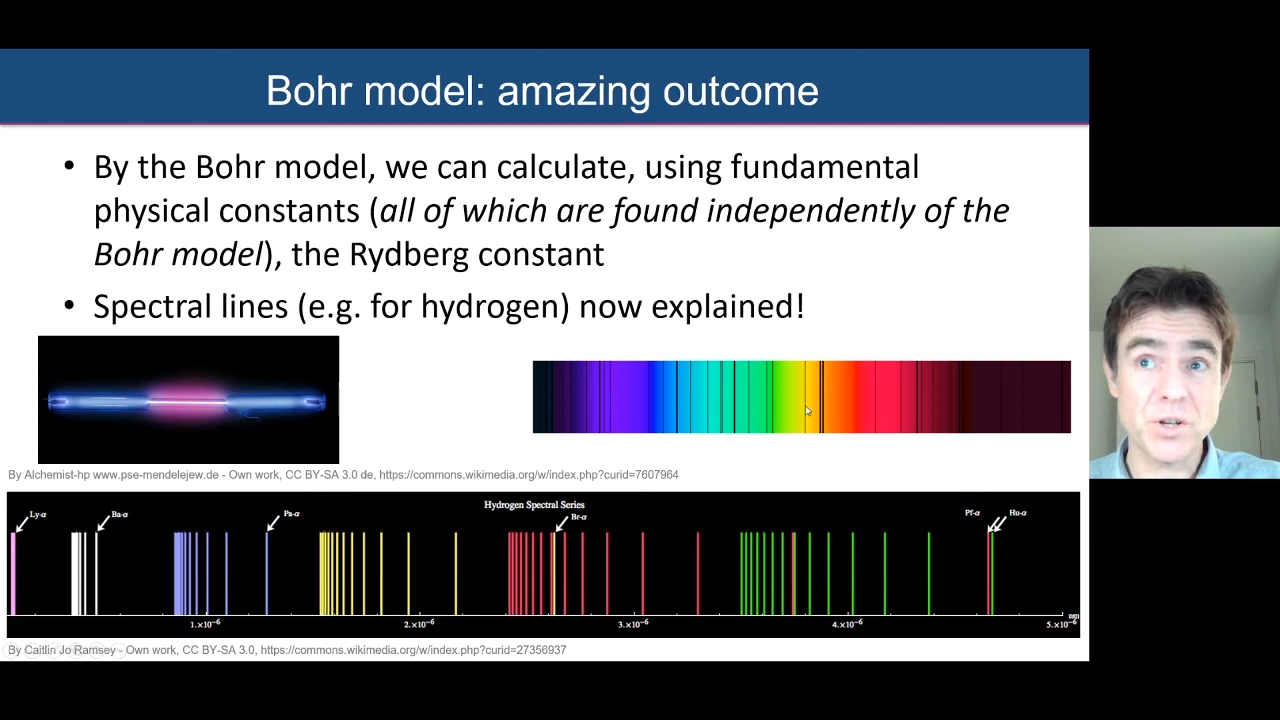 Bohr model: amazing outcome
• By the Bohr model, we can calculate, using fundamental
physical constants (all of which are found independently of the
Bohr model), the Rydberg constant
• Spectral lines (e.g. for hydrogen) now explained!
By Alchemist-hp www.pse-mendelejew.de - Own work, CC BY-SA 3.0 de, https://commons.wikimedia.org/w/index.php?curid=7607964
Hydrogen Spectral Series
Ly-α
Ba-α
Pa-α
Br-α
Pf-α
Hu-α
nm
1.×10⁻⁶
2.×10⁻⁶
3.×10⁻⁶
4.×10⁻⁶
5.×10⁻⁶
By Caitlin Jo Ramsey - Own work, CC BY-SA 3.0, https://commons.wikimedia.org/w/index.php?curid=27356937